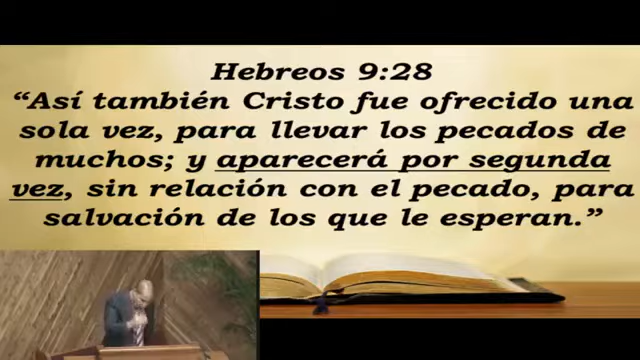 Hebreos 9:28
“Así también Cristo fue ofrecido una
sola vez, para llevar los pecados de
muchos; y aparecerá por segunda
vez, sin relación con el pecado, para
salvación de los que le esperan.”